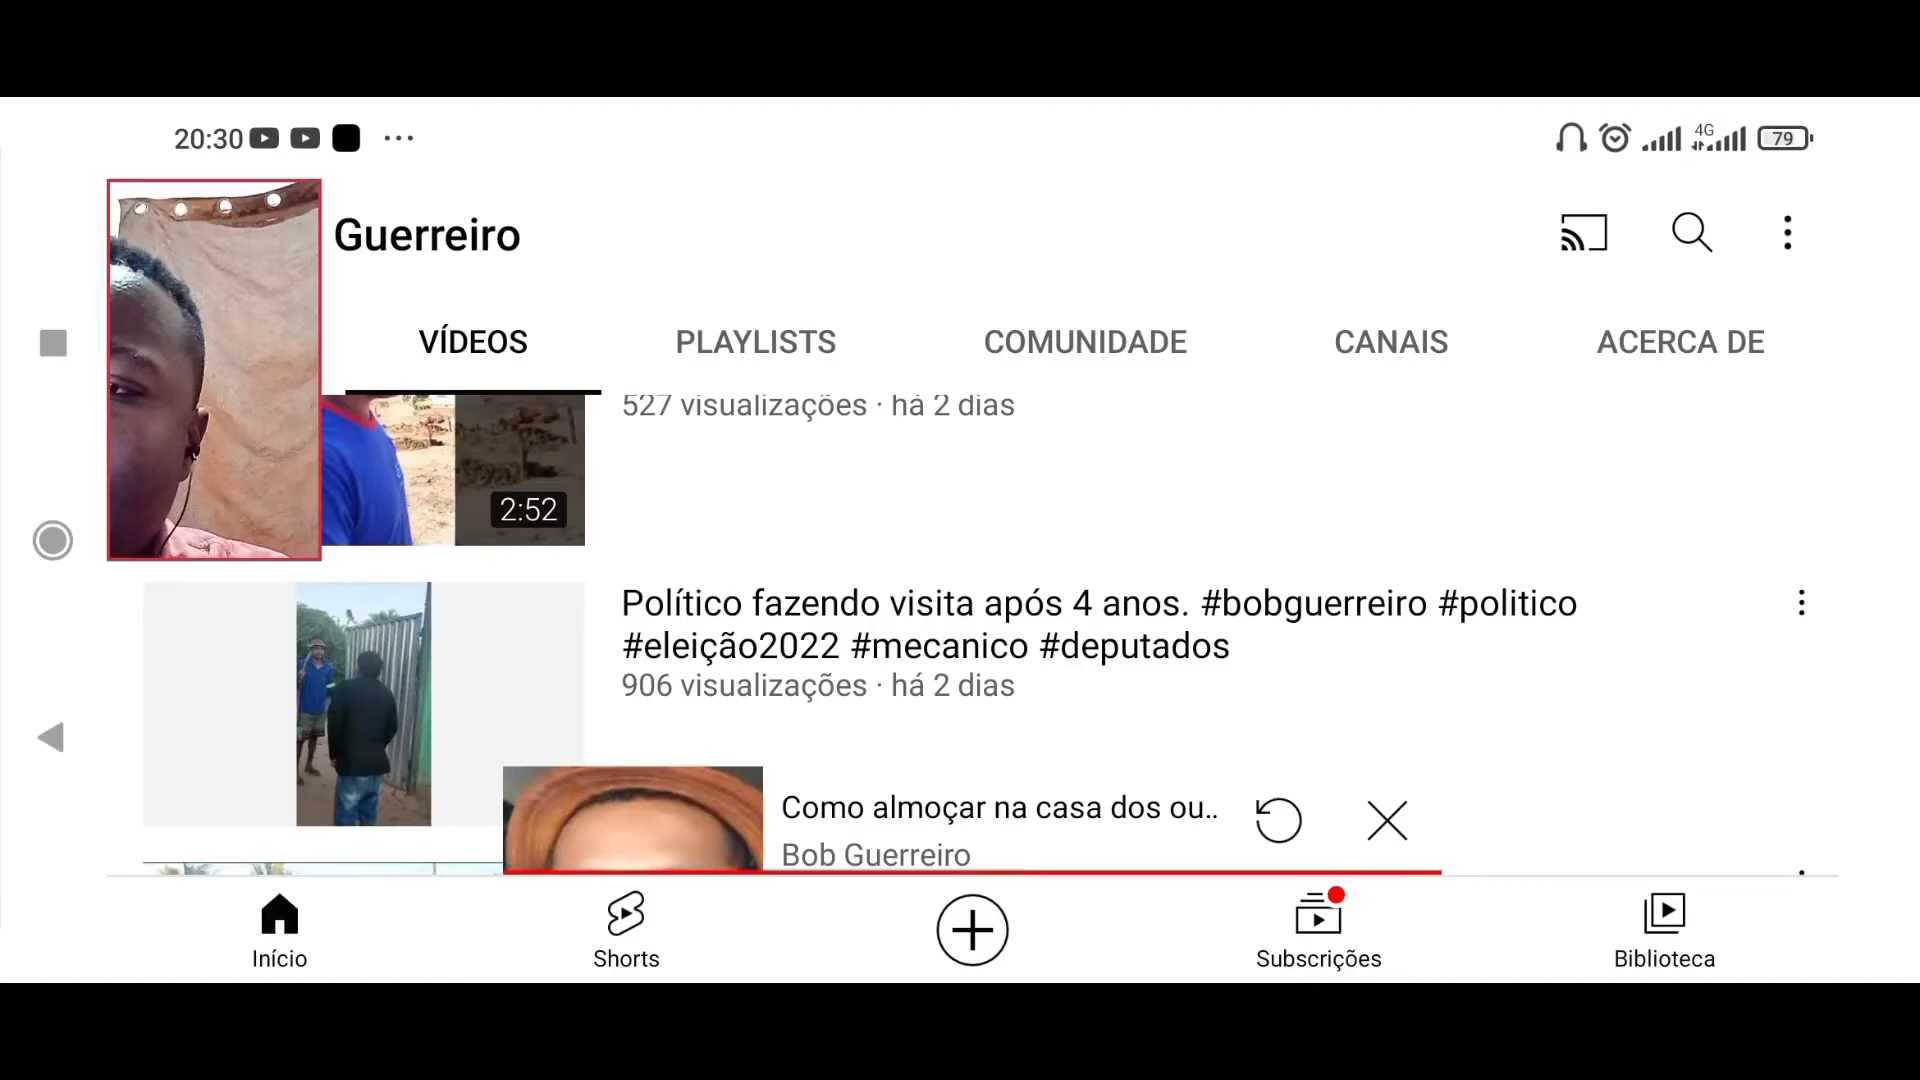 20:30
4G
79
Guerreiro
VÍDEOS
PLAYLISTS
COMUNIDADE
CANAIS
ACERCA DE
527 visualizações · há 2 dias
2:52
Político fazendo visita após 4 anos. #bobguerreiro #politico
#eleição2022 #mecanico #deputados
906 visualizações · há 2 dias
Como almoçar na casa dos ou..
Bob Guerreiro
Início
Shorts
Subscrições
Biblioteca